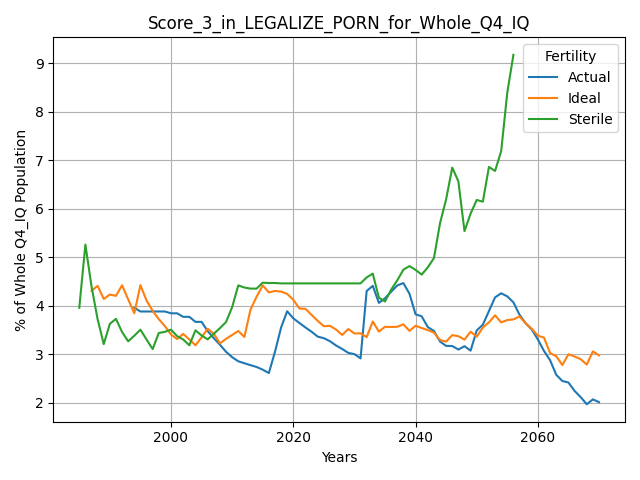 Score_3_in_LEGALIZE_PORN_for_Whole_Q4_IQ
% of Whole Q4_IQ Population
9
8
7
6
5
4
3
2
Fertility
Actual
Ideal
Sterile
2000
2020
2040
2060
Years